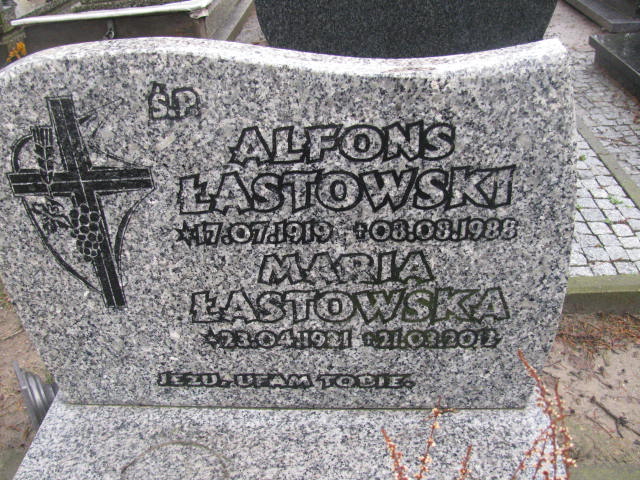 Ś.P.
ALFONS
ŁASTOWSKI
*17.07.1919 †08.08.1988
MARIA
ŁASTOWSKA
*23.04.1921 †21.03.2012
JEZU, UFAM TOBIE.